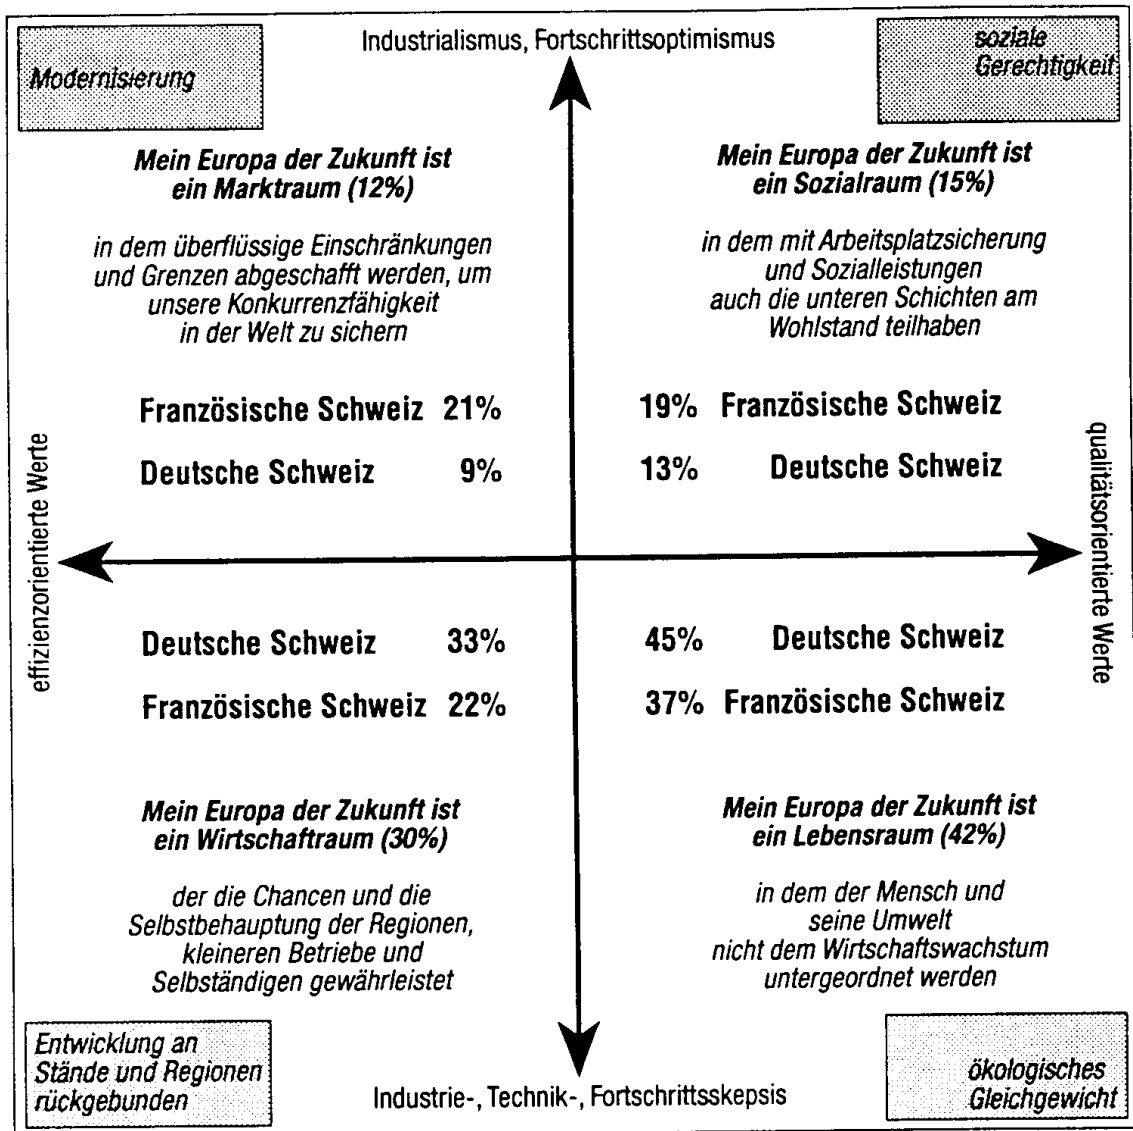 Industrialismus, Fortschrittsoptimismus
Modernisierung
soziale
Gerechtigkeit
Mein Europa der Zukunft ist
ein Marktraum (12%)
in dem überflüssige Einschränkungen
und Grenzen abgeschafft werden, um
unsere Konkurrenzfähigkeit
in der Welt zu sichern
Französische Schweiz 21%
Deutsche Schweiz 9%
Mein Europa der Zukunft ist
ein Sozialraum (15%)
in dem mit Arbeitsplatzsicherung
und Sozialleistungen
auch die unteren Schichten am
Wohlstand teilhaben
19% Französische Schweiz
13% Deutsche Schweiz
effizienzorientierte Werte
qualitätsorientierte Werte
Deutsche Schweiz 33%
Französische Schweiz 22%
Mein Europa der Zukunft ist
ein Wirtschaftraum (30%)
der die Chancen und die
Selbstbehauptung der Regionen,
kleineren Betriebe und
Selbständigen gewährleistet
45% Deutsche Schweiz
37% Französische Schweiz
Mein Europa der Zukunft ist
ein Lebensraum (42%)
in dem der Mensch und
seine Umwelt
nicht dem Wirtschaftswachstum
untergeordnet werden
Entwicklung an
Stände und Regionen
rückgebunden
Industrie-, Technik-, Fortschrittsskepsis
ökologisches
Gleichgewicht